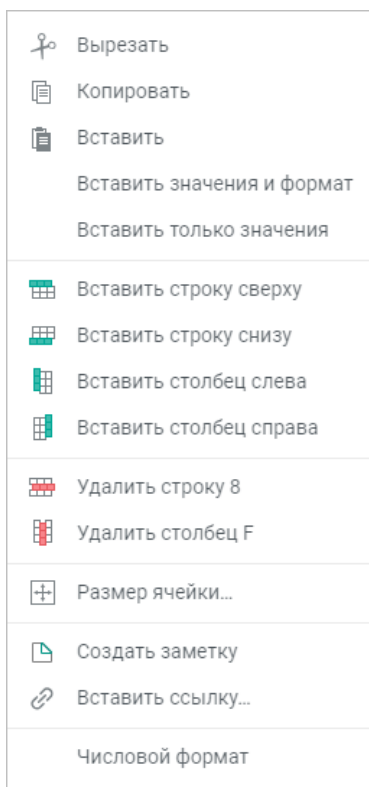 Вырезать
Копировать
Вставить
Вставить значения и формат
Вставить только значения
Вставить строку сверху
Вставить строку снизу
Вставить столбец слева
Вставить столбец справа
Удалить строку 8
Удалить столбец F
Размер ячейки...
Создать заметку
Вставить ссылку...
Числовой формат